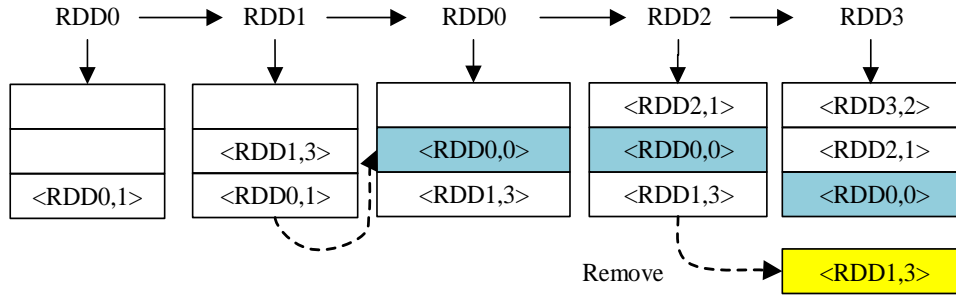 RDD0 RDD1 RDD0 RDD2 RDD3
<RDD2,1> <RDD3,2>
<RDD1,3> <RDD0,0> <RDD0,0> <RDD2,1>
<RDD0,1> <RDD0,1> <RDD1,3> <RDD1,3> <RDD0,0>
Remove <RDD1,3>